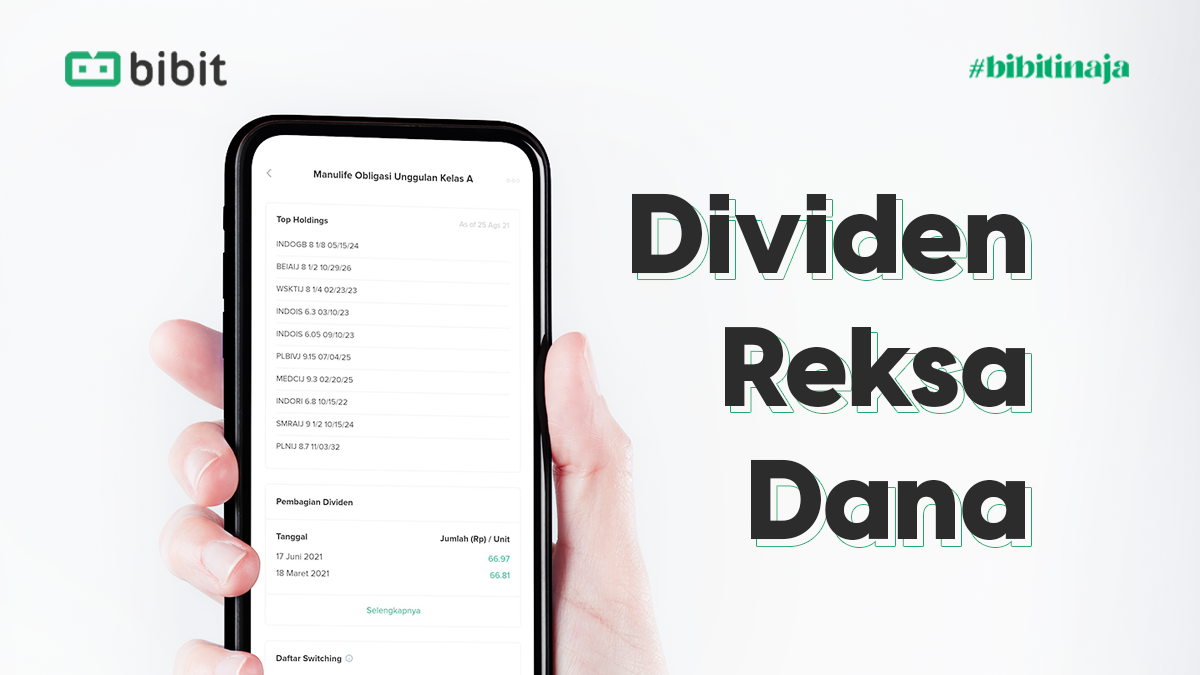 bibit
#bibitinaja
Manulife Obligasi Unggulan Kelas A
Top Holdings
As of 25 Ags 21
INDOGB 8 1/8 05/15/24
BEIAIJ 8 1/2 10/29/26
WSKTIJ 8 1/4 02/23/23
INDOIS 6.3 03/10/23
INDOIS 6.05 09/10/23
PLBIVJ 9.15 07/04/25
MEDCIJ 9.3 02/20/25
INDORI 6.8 10/15/22
SMRAIJ 9 1/2 10/15/24
PLNIJ 8.7 11/03/32
Pembagian Dividen
Tanggal Jumlah (Rp) / Unit
17 Juni 2021 66.97
18 Maret 2021 66.81
Selengkapnya
Daftar Switching
Dividen
Reksa
Dana